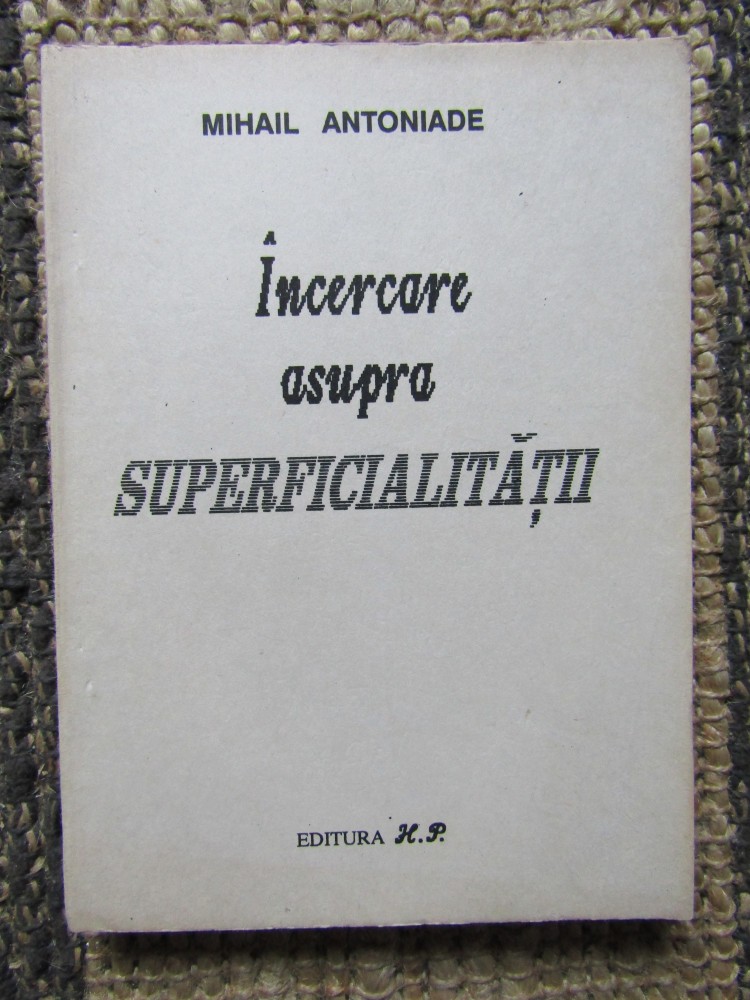 MIHAIL ANTONIADE
Încercare
asupra
SUPERFICIALITĂȚII
EDITURA H.P.